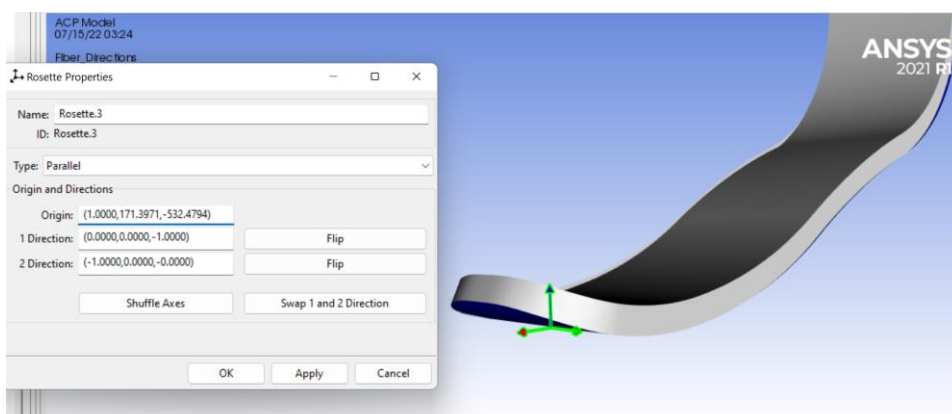 ACP Model
07/15/22 03:24
Fiber_Directions
ANSYS
2021 R1
Rosette Properties
Name: Rosette.3
ID: Rosette.3
Type: Parallel
Origin and Directions
Origin: (1.0000,171.3971,-532.4794)
1 Direction: (0.0000,0.0000,-1.0000) Flip
2 Direction: (-1.0000,0.0000,-0.0000) Flip
Shuffle Axes Swap 1 and 2 Direction
OK Apply Cancel